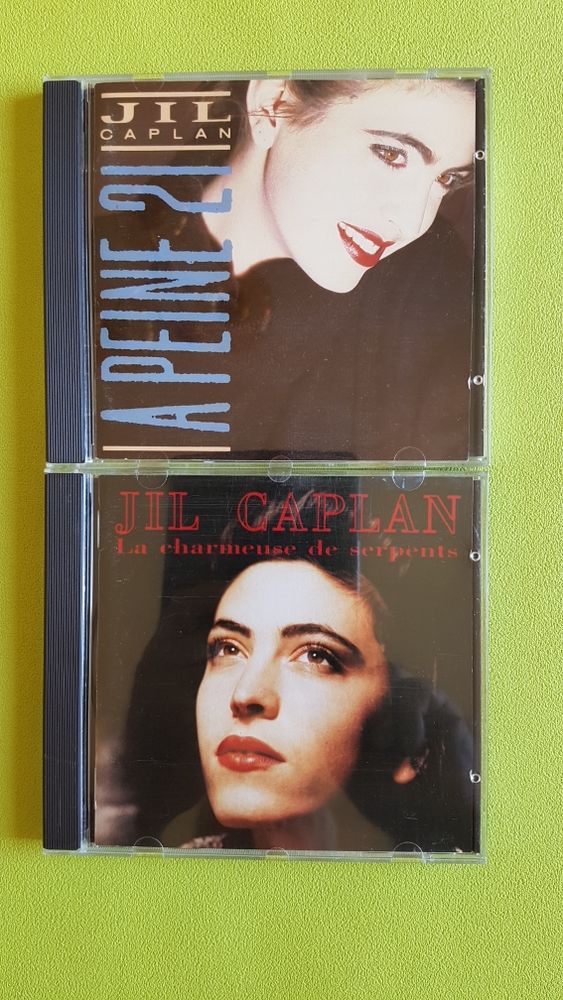 JIL
CAPLAN
A PEINE 21
JIL CAPLAN
La charmeuse de serpents